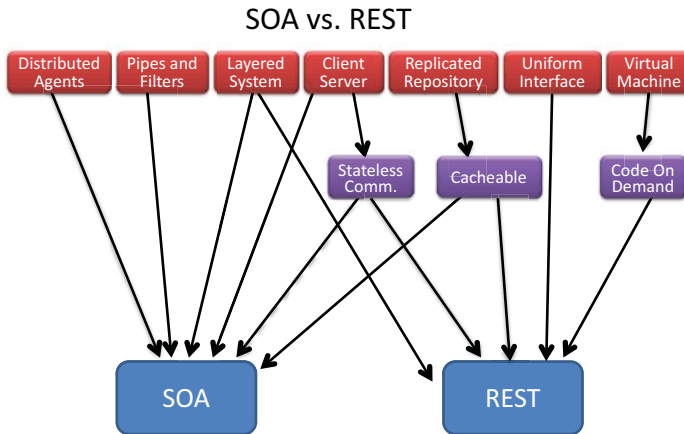 SOA vs. REST
Distributed
Agents
Pipes and
Filters
Layered
System
Client
Server
Replicated
Repository
Uniform
Interface
Virtual
Machine
Stateless
Comm.
Cacheable
Code On
Demand
SOA
REST